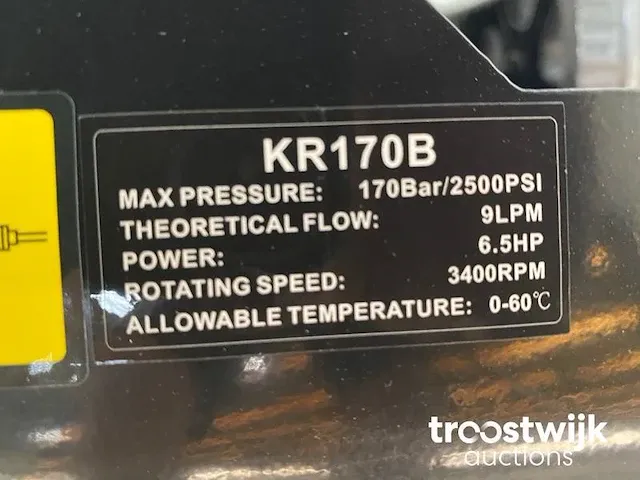 KR170B
MAX PRESSURE: 170Bar/2500PSI
THEORETICAL FLOW: 9LPM
POWER: 6.5HP
ROTATING SPEED: 3400RPM
ALLOWABLE TEMPERATURE: 0-60℃
troostwijk
auctions